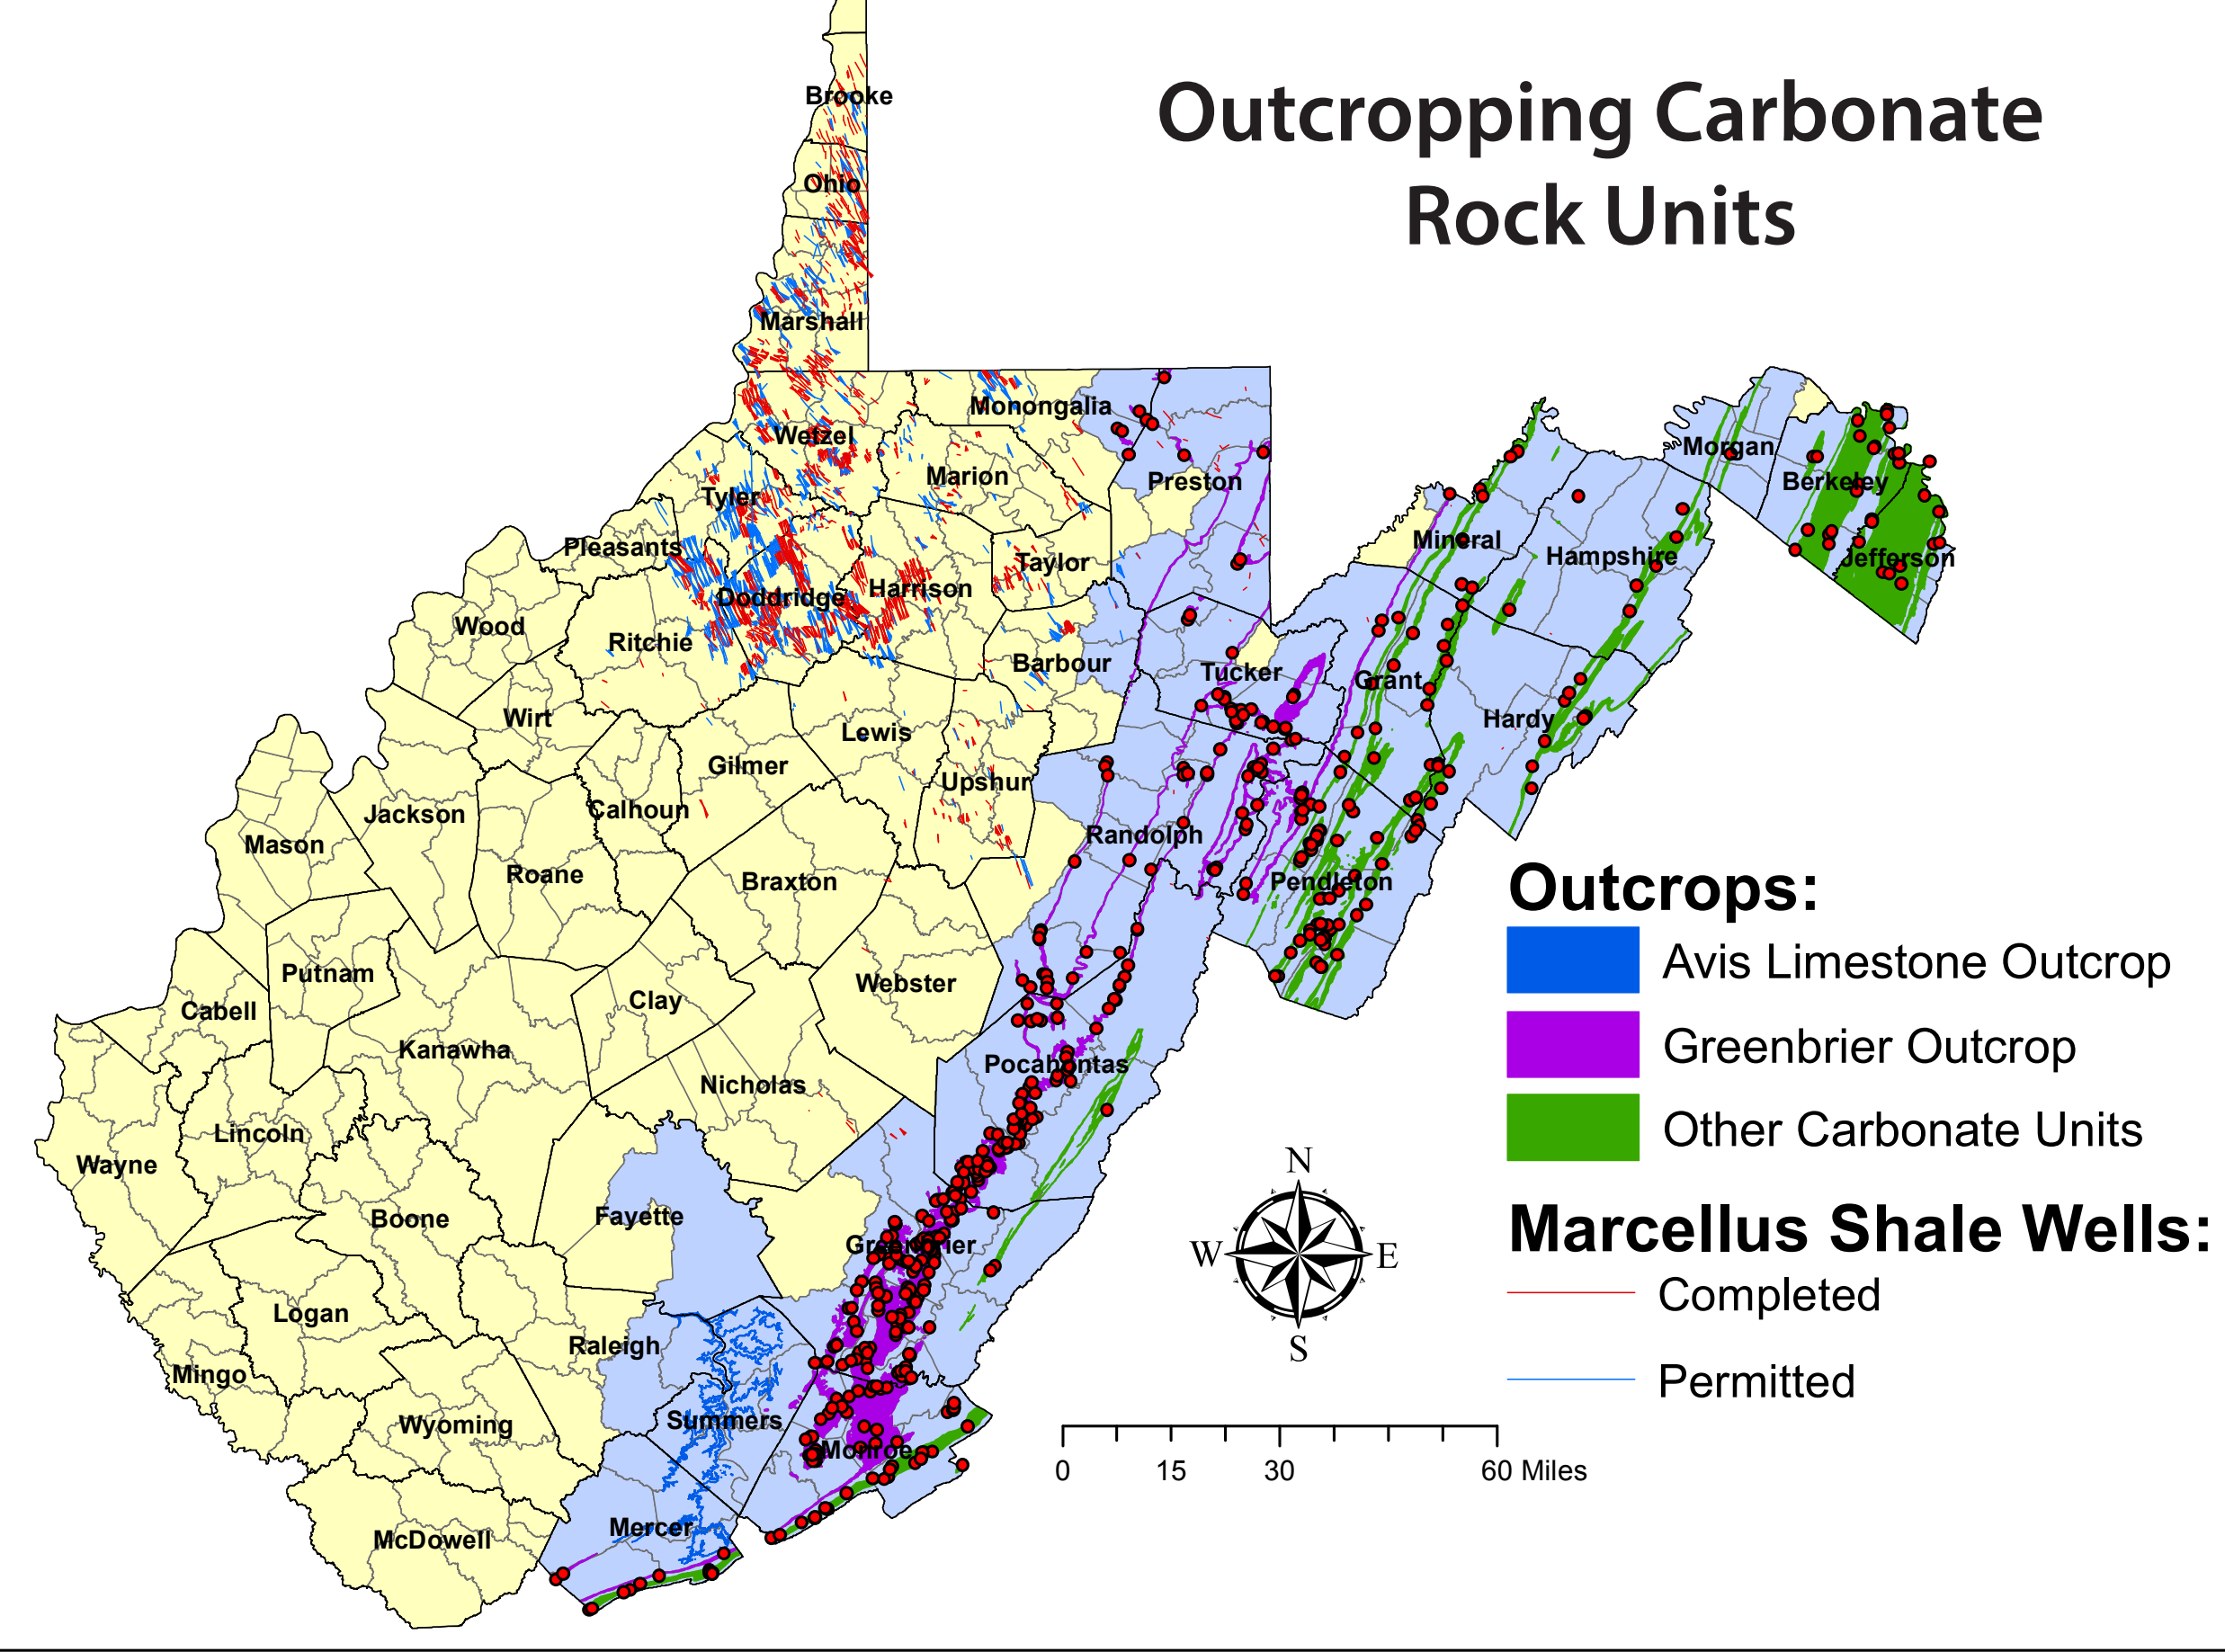 Outcropping Carbonate
Rock Units
Brooke
Ohio
Marshall
Wetzel
Monongalia
Marion
Preston
Tyler
Pleasants
Doddridge
Harrison
Taylor
Wood
Ritchie
Barbour
Tucker
Grant
Mineral
Hampshire
Morgan
Berkeley
Jefferson
Hardy
Wirt
Lewis
Gilmer
Upshur
Jackson
Calhoun
Mason
Roane
Braxton
Randolph
Pendleton
Putnam
Cabell
Clay
Webster
Kanawha
Pocahontas
Nicholas
Lincoln
Wayne
Boone
Fayette
Greenbrier
Logan
Raleigh
Mingo
Wyoming
Summers
Monroe
Mercer
McDowell
Outcrops:
Avis Limestone Outcrop
Greenbrier Outcrop
Other Carbonate Units
Marcellus Shale Wells:
Completed
Permitted
N
W E
S
0 15 30 60 Miles